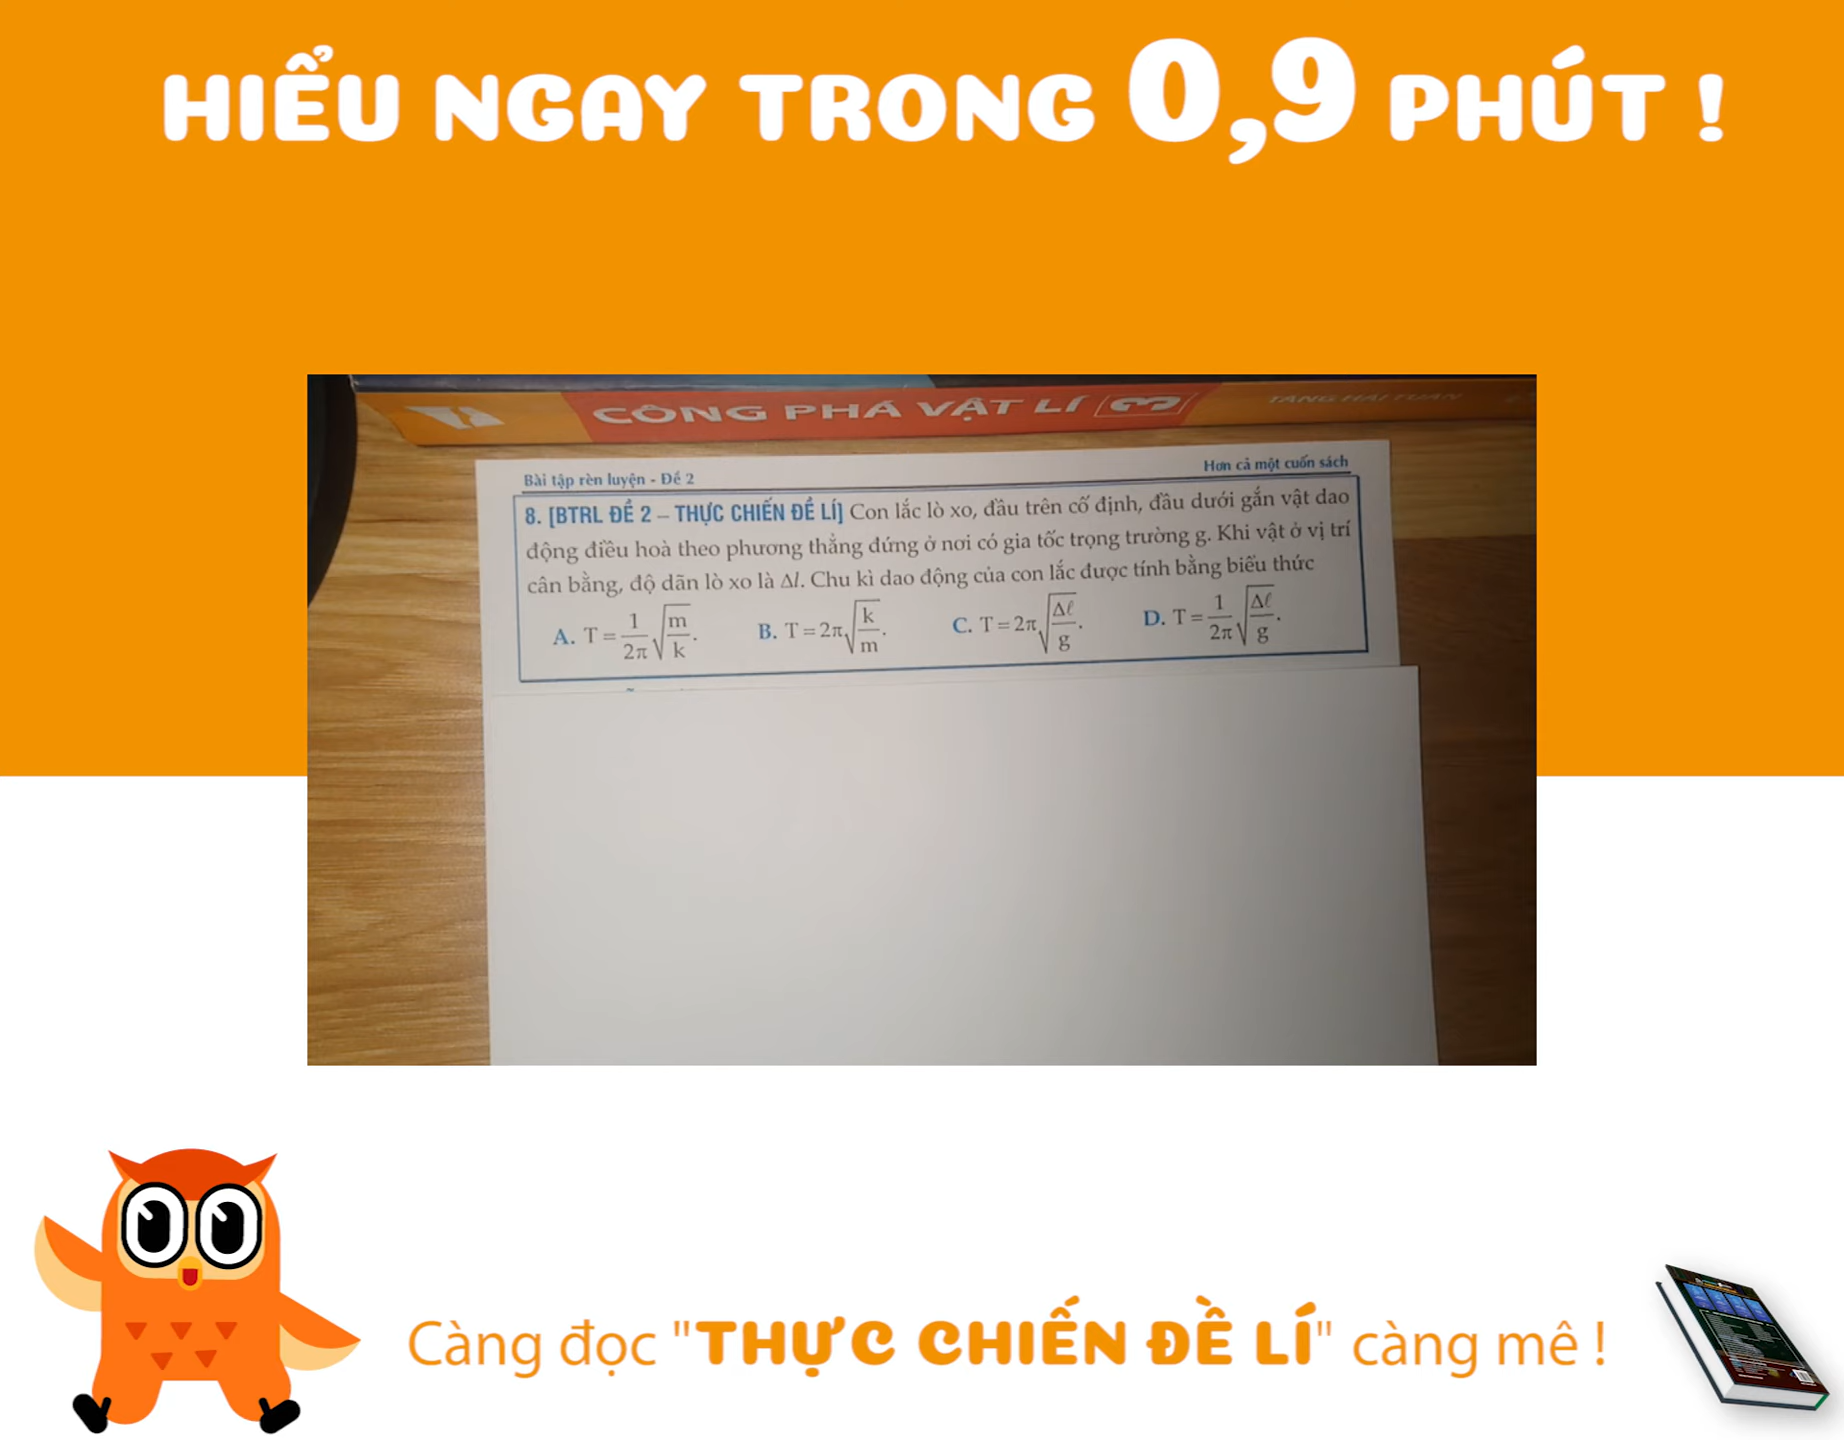 HIỂU NGAY TRONG 0,9 PHÚT !
CÔNG PHÁ VẬT LÍ 3
TĂNG HẢI TUÂN
Bài tập rèn luyện - Đề 2
Hơn cả một cuốn sách
8. [BTRL ĐỀ 2 – THỰC CHIẾN ĐỀ LÍ] Con lắc lò xo, đầu trên cố định, đầu dưới gắn vật dao
động điều hoà theo phương thẳng đứng ở nơi có gia tốc trọng trường g. Khi vật ở vị trí
cân bằng, độ dãn lò xo là Δl. Chu kì dao động của con lắc được tính bằng biểu thức
A. T = 1/2π √(m/k). B. T = 2π√(k/m). C. T = 2π√(Δℓ/g). D. T = 1/2π √(Δℓ/g).
Càng đọc "THỰC CHIẾN ĐỀ LÍ" càng mê !